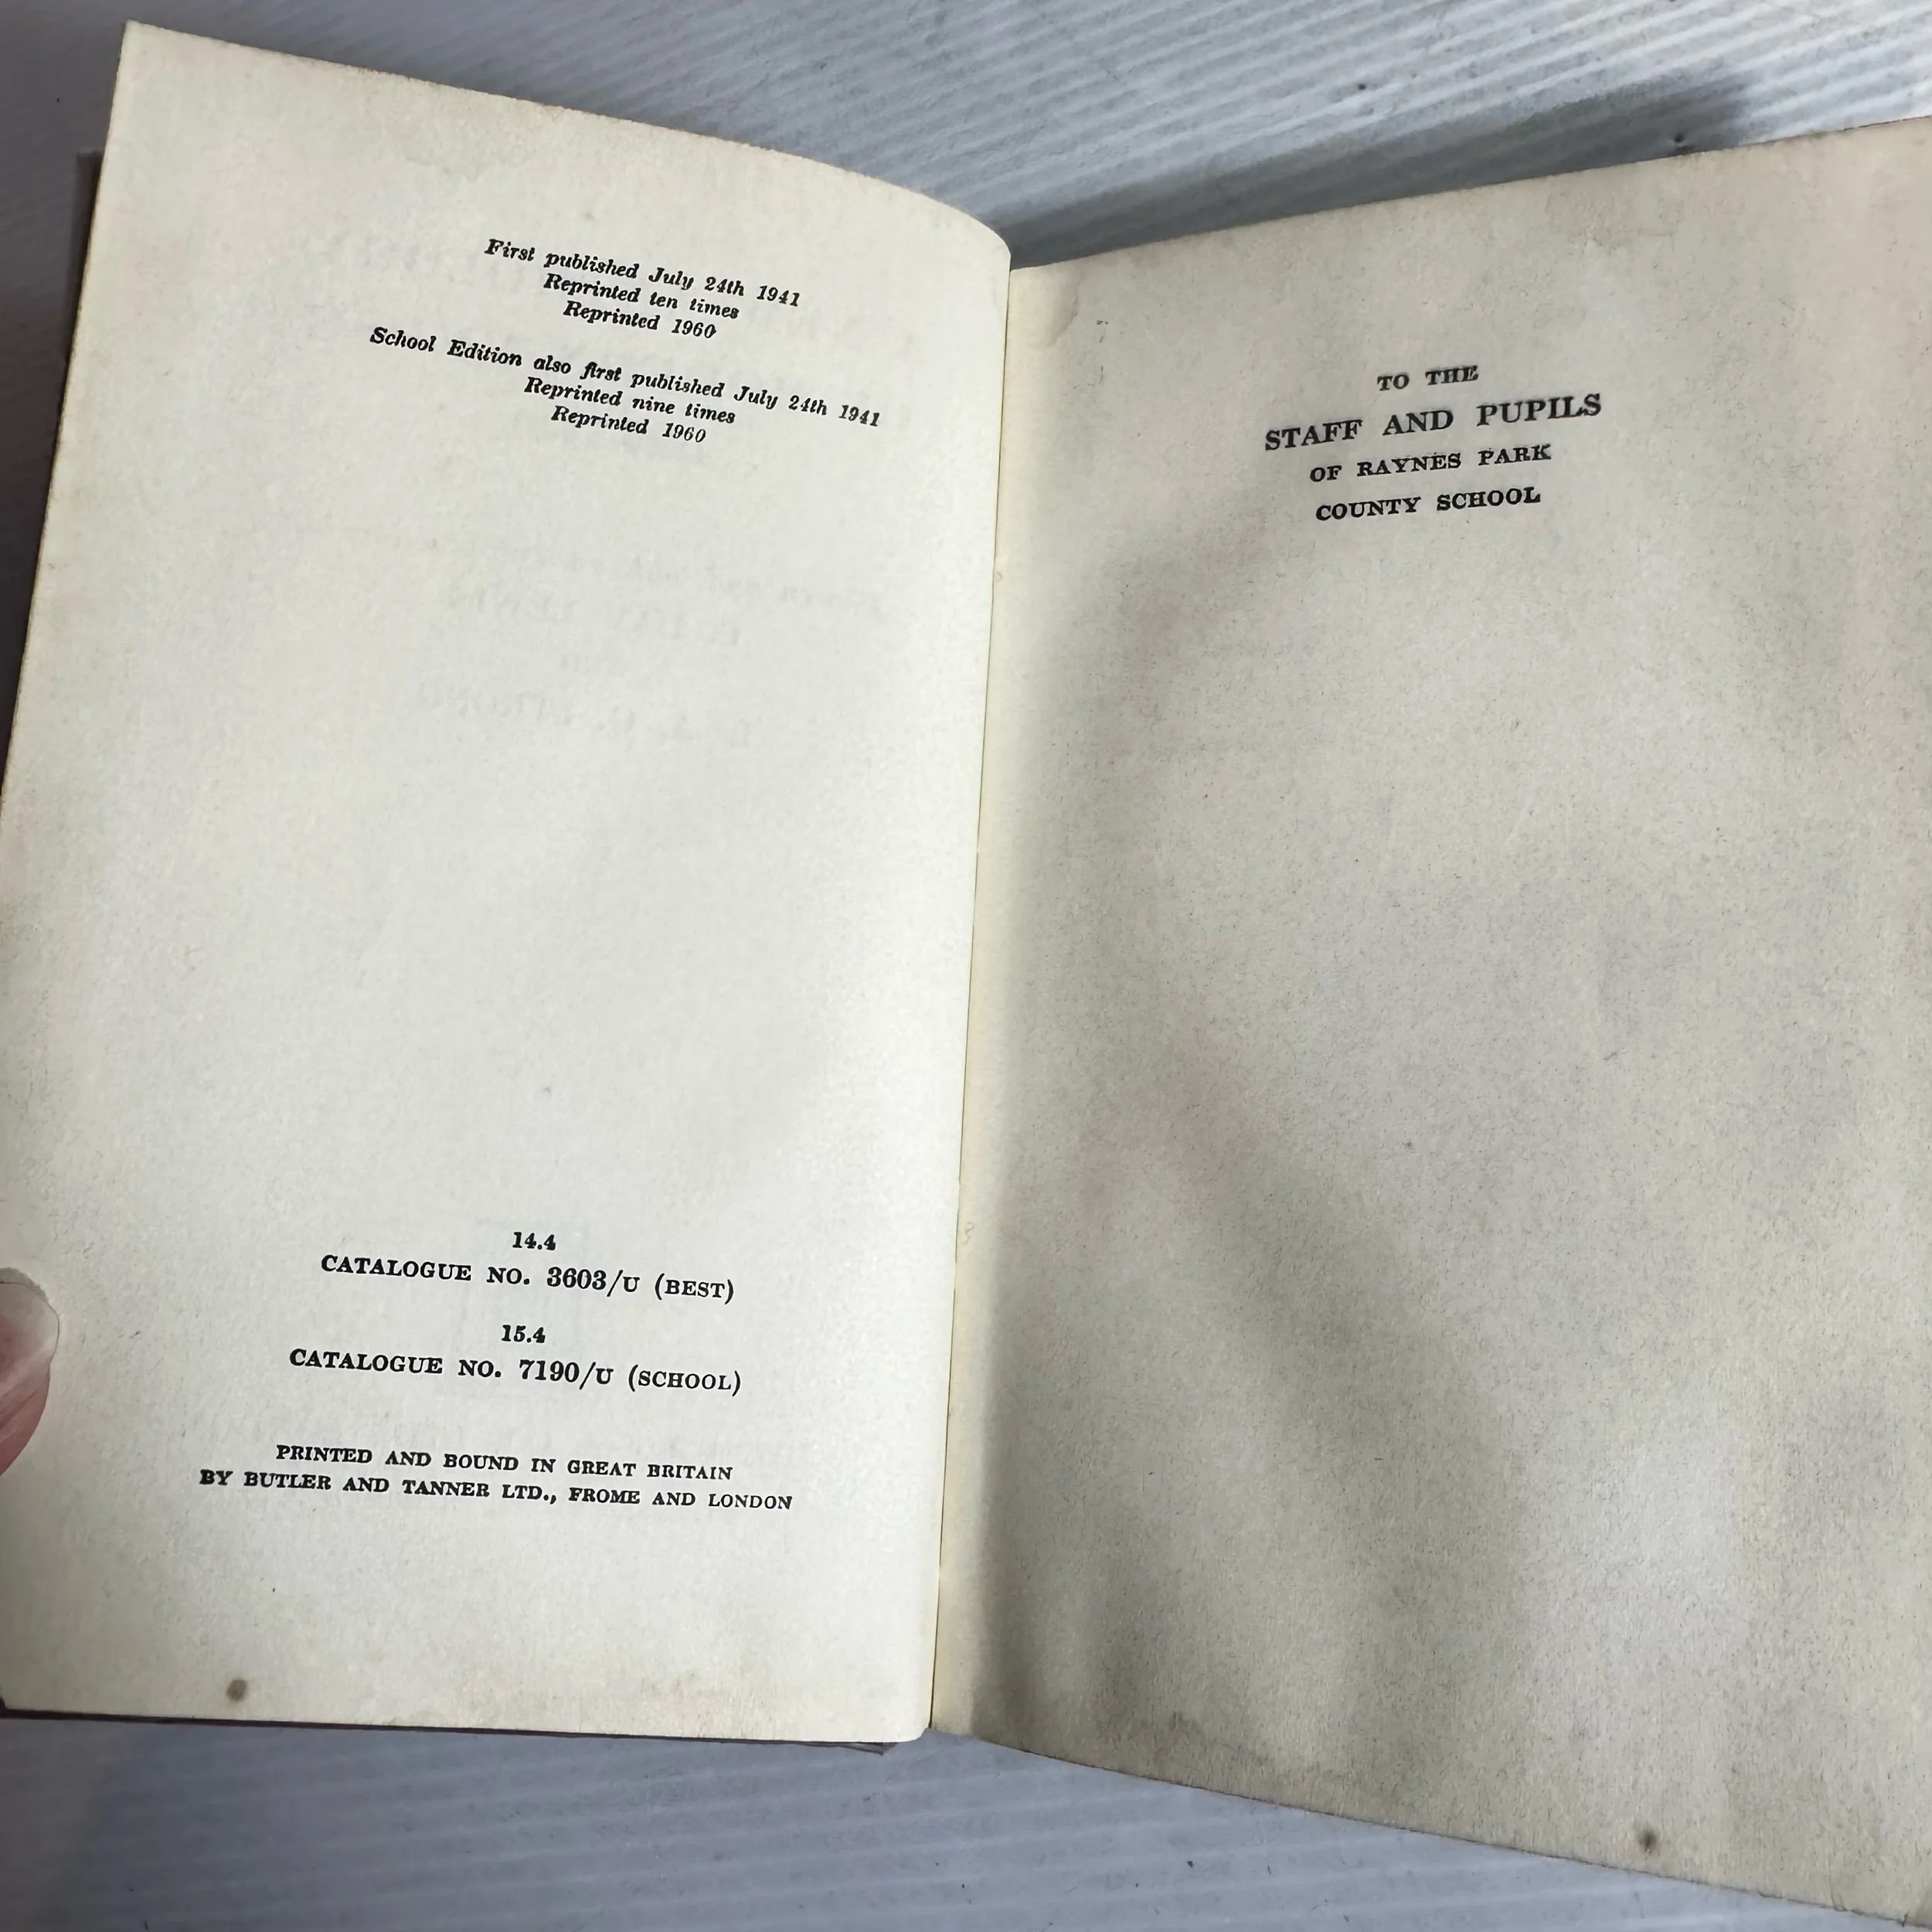 First published July 24th 1941
Reprinted ten times
Reprinted 1960
School Edition also first published July 24th 1941
Reprinted nine times
Reprinted 1960
14.4
CATALOGUE NO. 3603/U (BEST)
15.4
CATALOGUE NO. 7190/U (SCHOOL)
PRINTED AND BOUND IN GREAT BRITAIN
BY BUTLER AND TANNER LTD., FROME AND LONDON
TO THE
STAFF AND PUPILS
OF RAYNES PARK
COUNTY SCHOOL